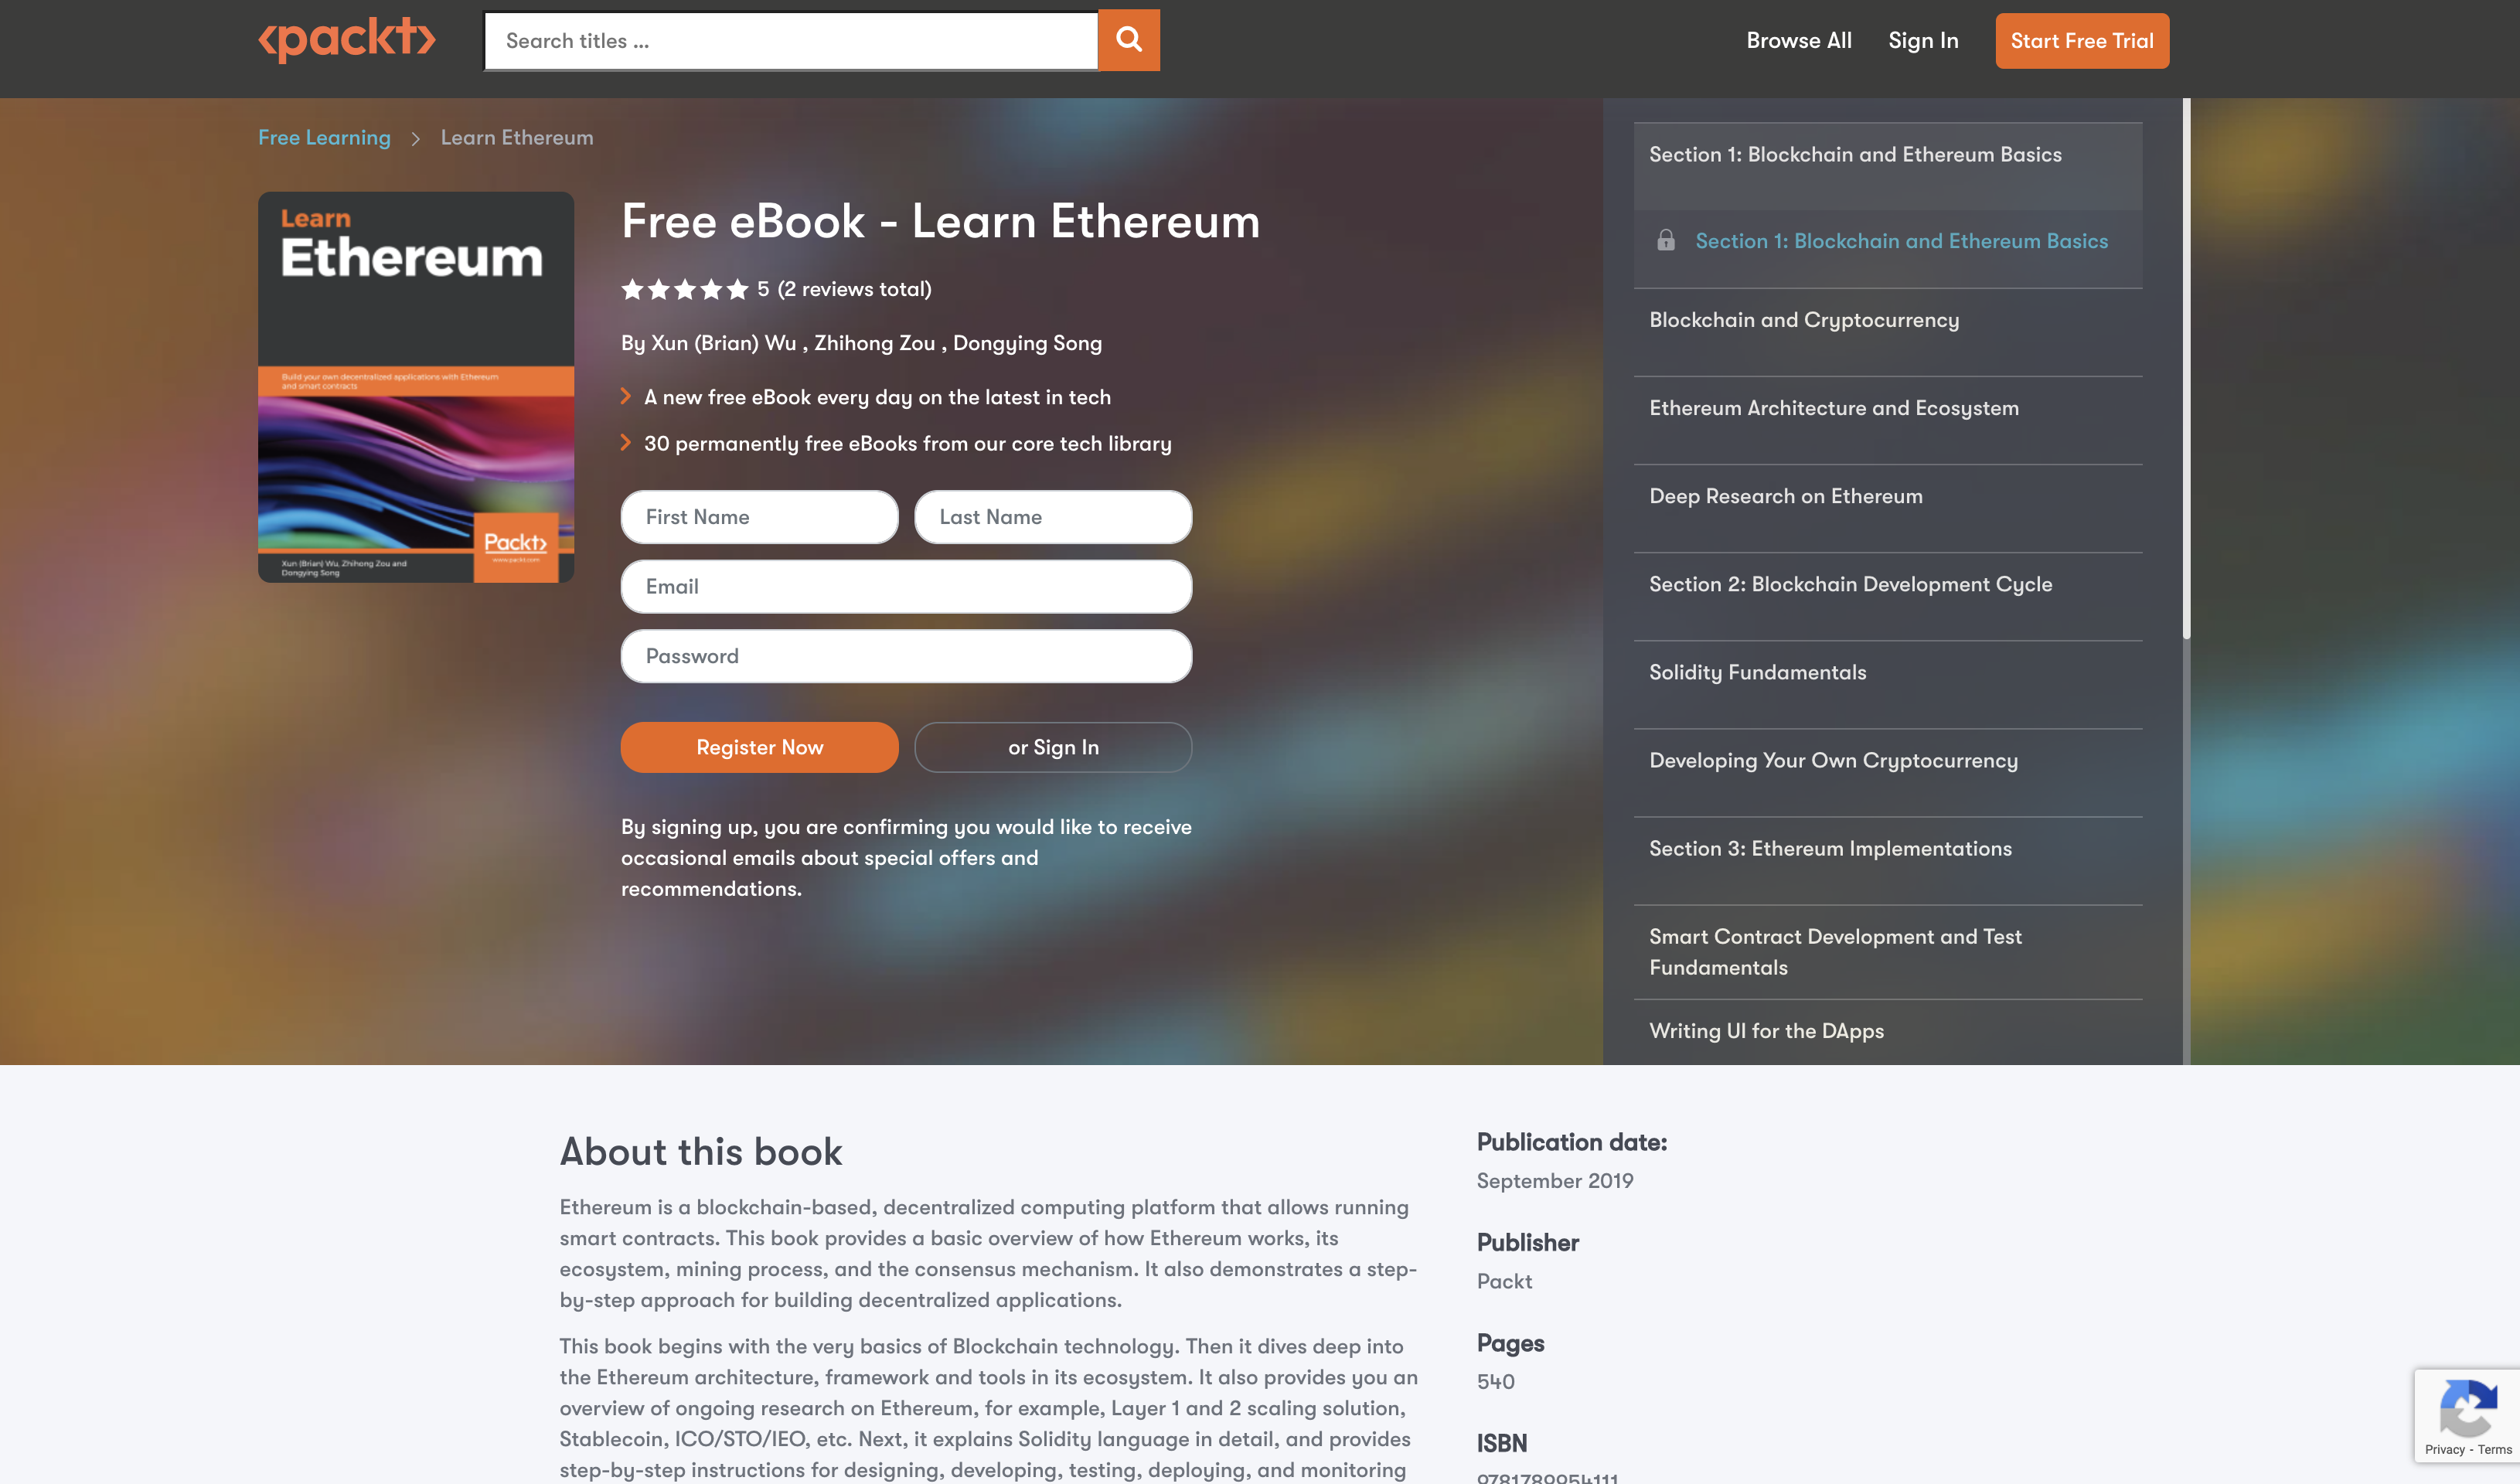 <packt>
Search titles ...
Browse All
Sign In
Start Free Trial
Free Learning
Learn Ethereum
Learn
Ethereum
Build your own decentralized applications with Ethereum
and smart contracts
Packt>
www.packt.com
Xun (Brian) Wu, Zhihong Zou and
Dongying Song
Free eBook - Learn Ethereum
5 (2 reviews total)
By Xun (Brian) Wu , Zhihong Zou , Dongying Song
A new free eBook every day on the latest in tech
30 permanently free eBooks from our core tech library
First Name
Last Name
Email
Password
Register Now
or Sign In
By signing up, you are confirming you would like to receive
occasional emails about special offers and
recommendations.
Section 1: Blockchain and Ethereum Basics
Section 1: Blockchain and Ethereum Basics
Blockchain and Cryptocurrency
Ethereum Architecture and Ecosystem
Deep Research on Ethereum
Section 2: Blockchain Development Cycle
Solidity Fundamentals
Developing Your Own Cryptocurrency
Section 3: Ethereum Implementations
Smart Contract Development and Test
Fundamentals
Writing UI for the DApps
About this book
Ethereum is a blockchain-based, decentralized computing platform that allows running
smart contracts. This book provides a basic overview of how Ethereum works, its
ecosystem, mining process, and the consensus mechanism. It also demonstrates a step-
by-step approach for building decentralized applications.
This book begins with the very basics of Blockchain technology. Then it dives deep into
the Ethereum architecture, framework and tools in its ecosystem. It also provides you an
overview of ongoing research on Ethereum, for example, Layer 1 and 2 scaling solution,
Stablecoin, ICO/STO/IEO, etc. Next, it explains Solidity language in detail, and provides
step-by-step instructions for designing, developing, testing, deploying, and monitoring
Publication date:
September 2019
Publisher
Packt
Pages
540
ISBN
9781789954111
Privacy - Terms